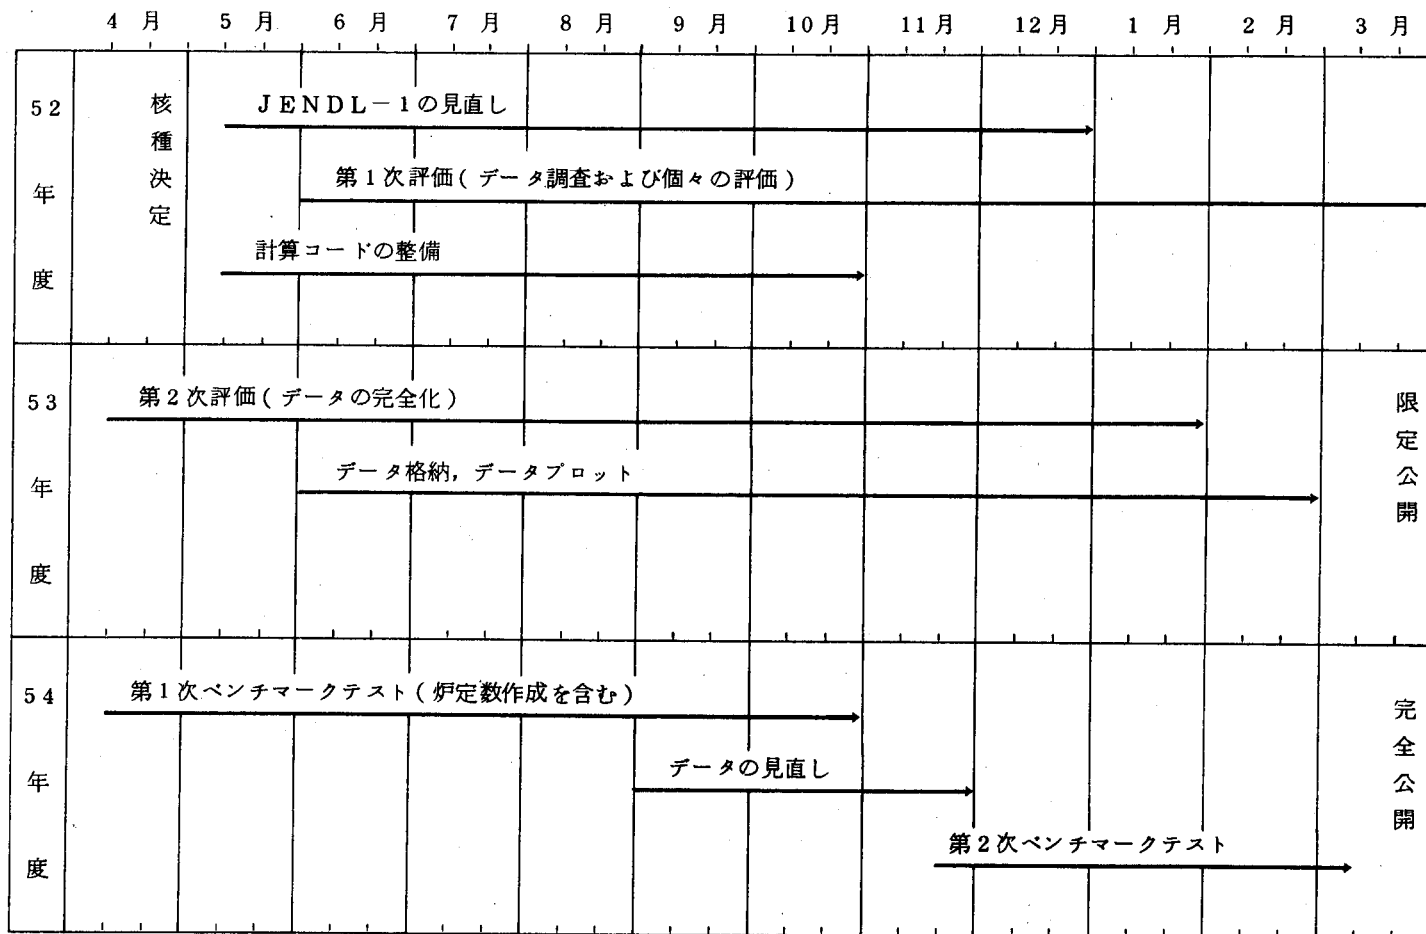 4月 5月 6月 7月 8月 9月 10月 11月 12月 1月 2月 3月
52年度
核種決定
JENDL-1の見直し
第1次評価(データ調査および個々の評価)
計算コードの整備
53年度
第2次評価(データの完全化)
データ格納,データプロット
限定公開
54年度
第1次ベンチマークテスト(炉定数作成を含む)
データの見直し
第2次ベンチマークテスト
完全公開